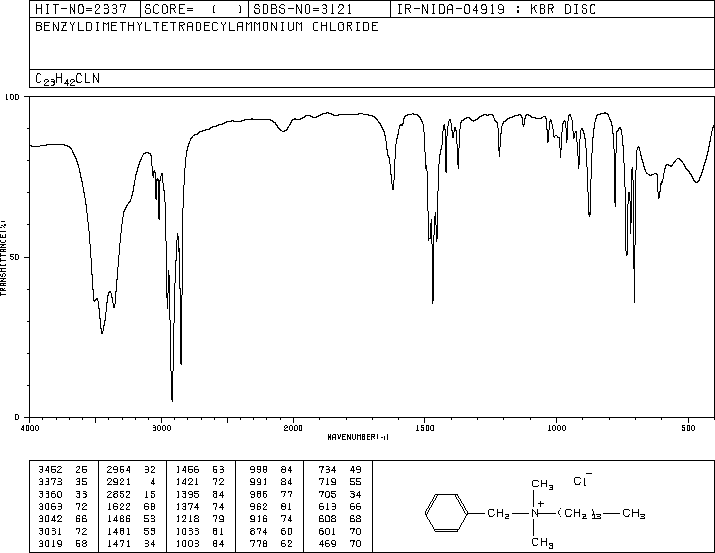 HIT-NO=2337 SCORE= ( ) SDBS-NO=3121 IR-NIDA-04919 : KBR DISC
BENZYLDIMETHYLTETRADECYLAMMONIUM CHLORIDE
C23H42CLN
100
50
0
TRANSMITTANCE(%)
4000 3000 2000 1500 1000 500
WAVENUMBER(-1)
3462 26 2954 32 1466 63 998 84 734 49
3373 35 2921 4 1421 72 991 84 719 55
3360 33 2852 15 1395 84 986 77 705 34
3063 72 1622 68 1374 74 962 81 613 66
3042 66 1486 53 1218 79 916 74 608 68
3031 72 1481 59 1033 81 874 60 601 70
3019 68 1471 34 1003 84 778 62 469 70
CH3 Cl−
CH2 N+ (CH2) CH3
CH3